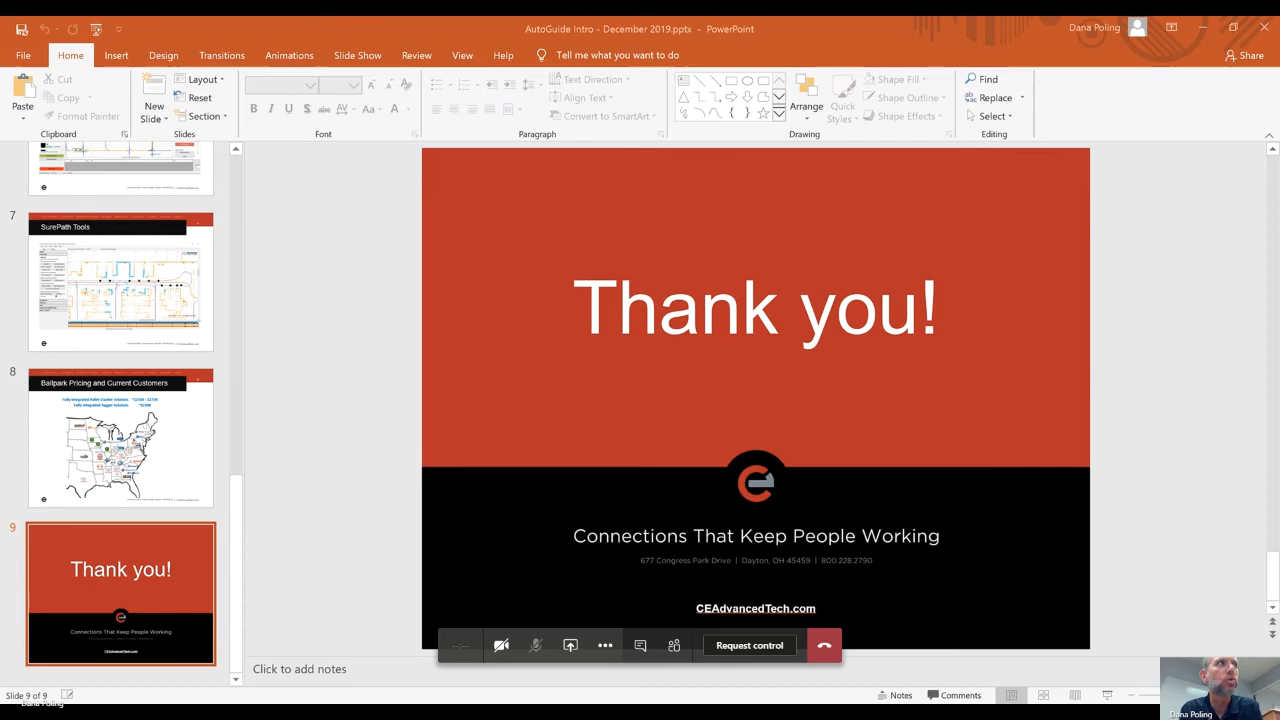 AutoGuide Intro - December 2019.pptx - PowerPoint
Dana Poling
File Home Insert Design Transitions Animations Slide Show Review View Help Tell me what you want to do Share
Paste
Cut
Copy
Format Painter
Clipboard
New Slide
Layout
Reset
Section
Slides
B I U S abc AV Aa A
Font
Text Direction
Align Text
Convert to SmartArt
Paragraph
Arrange
Quick Styles
Shape Fill
Shape Outline
Shape Effects
Drawing
Find
Replace
Select
Editing
7
SurePath Tools
8
Ballpark Pricing and Current Customers
9
Thank you!
Connections That Keep People Working
CEAdvancedTech.com
Thank you!
Connections That Keep People Working
677 Congress Park Drive | Dayton, OH 45459 | 800.228.2790
CEAdvancedTech.com
Request control
Click to add notes
Slide 9 of 9
Notes Comments
Dana Poling
Dana Poling